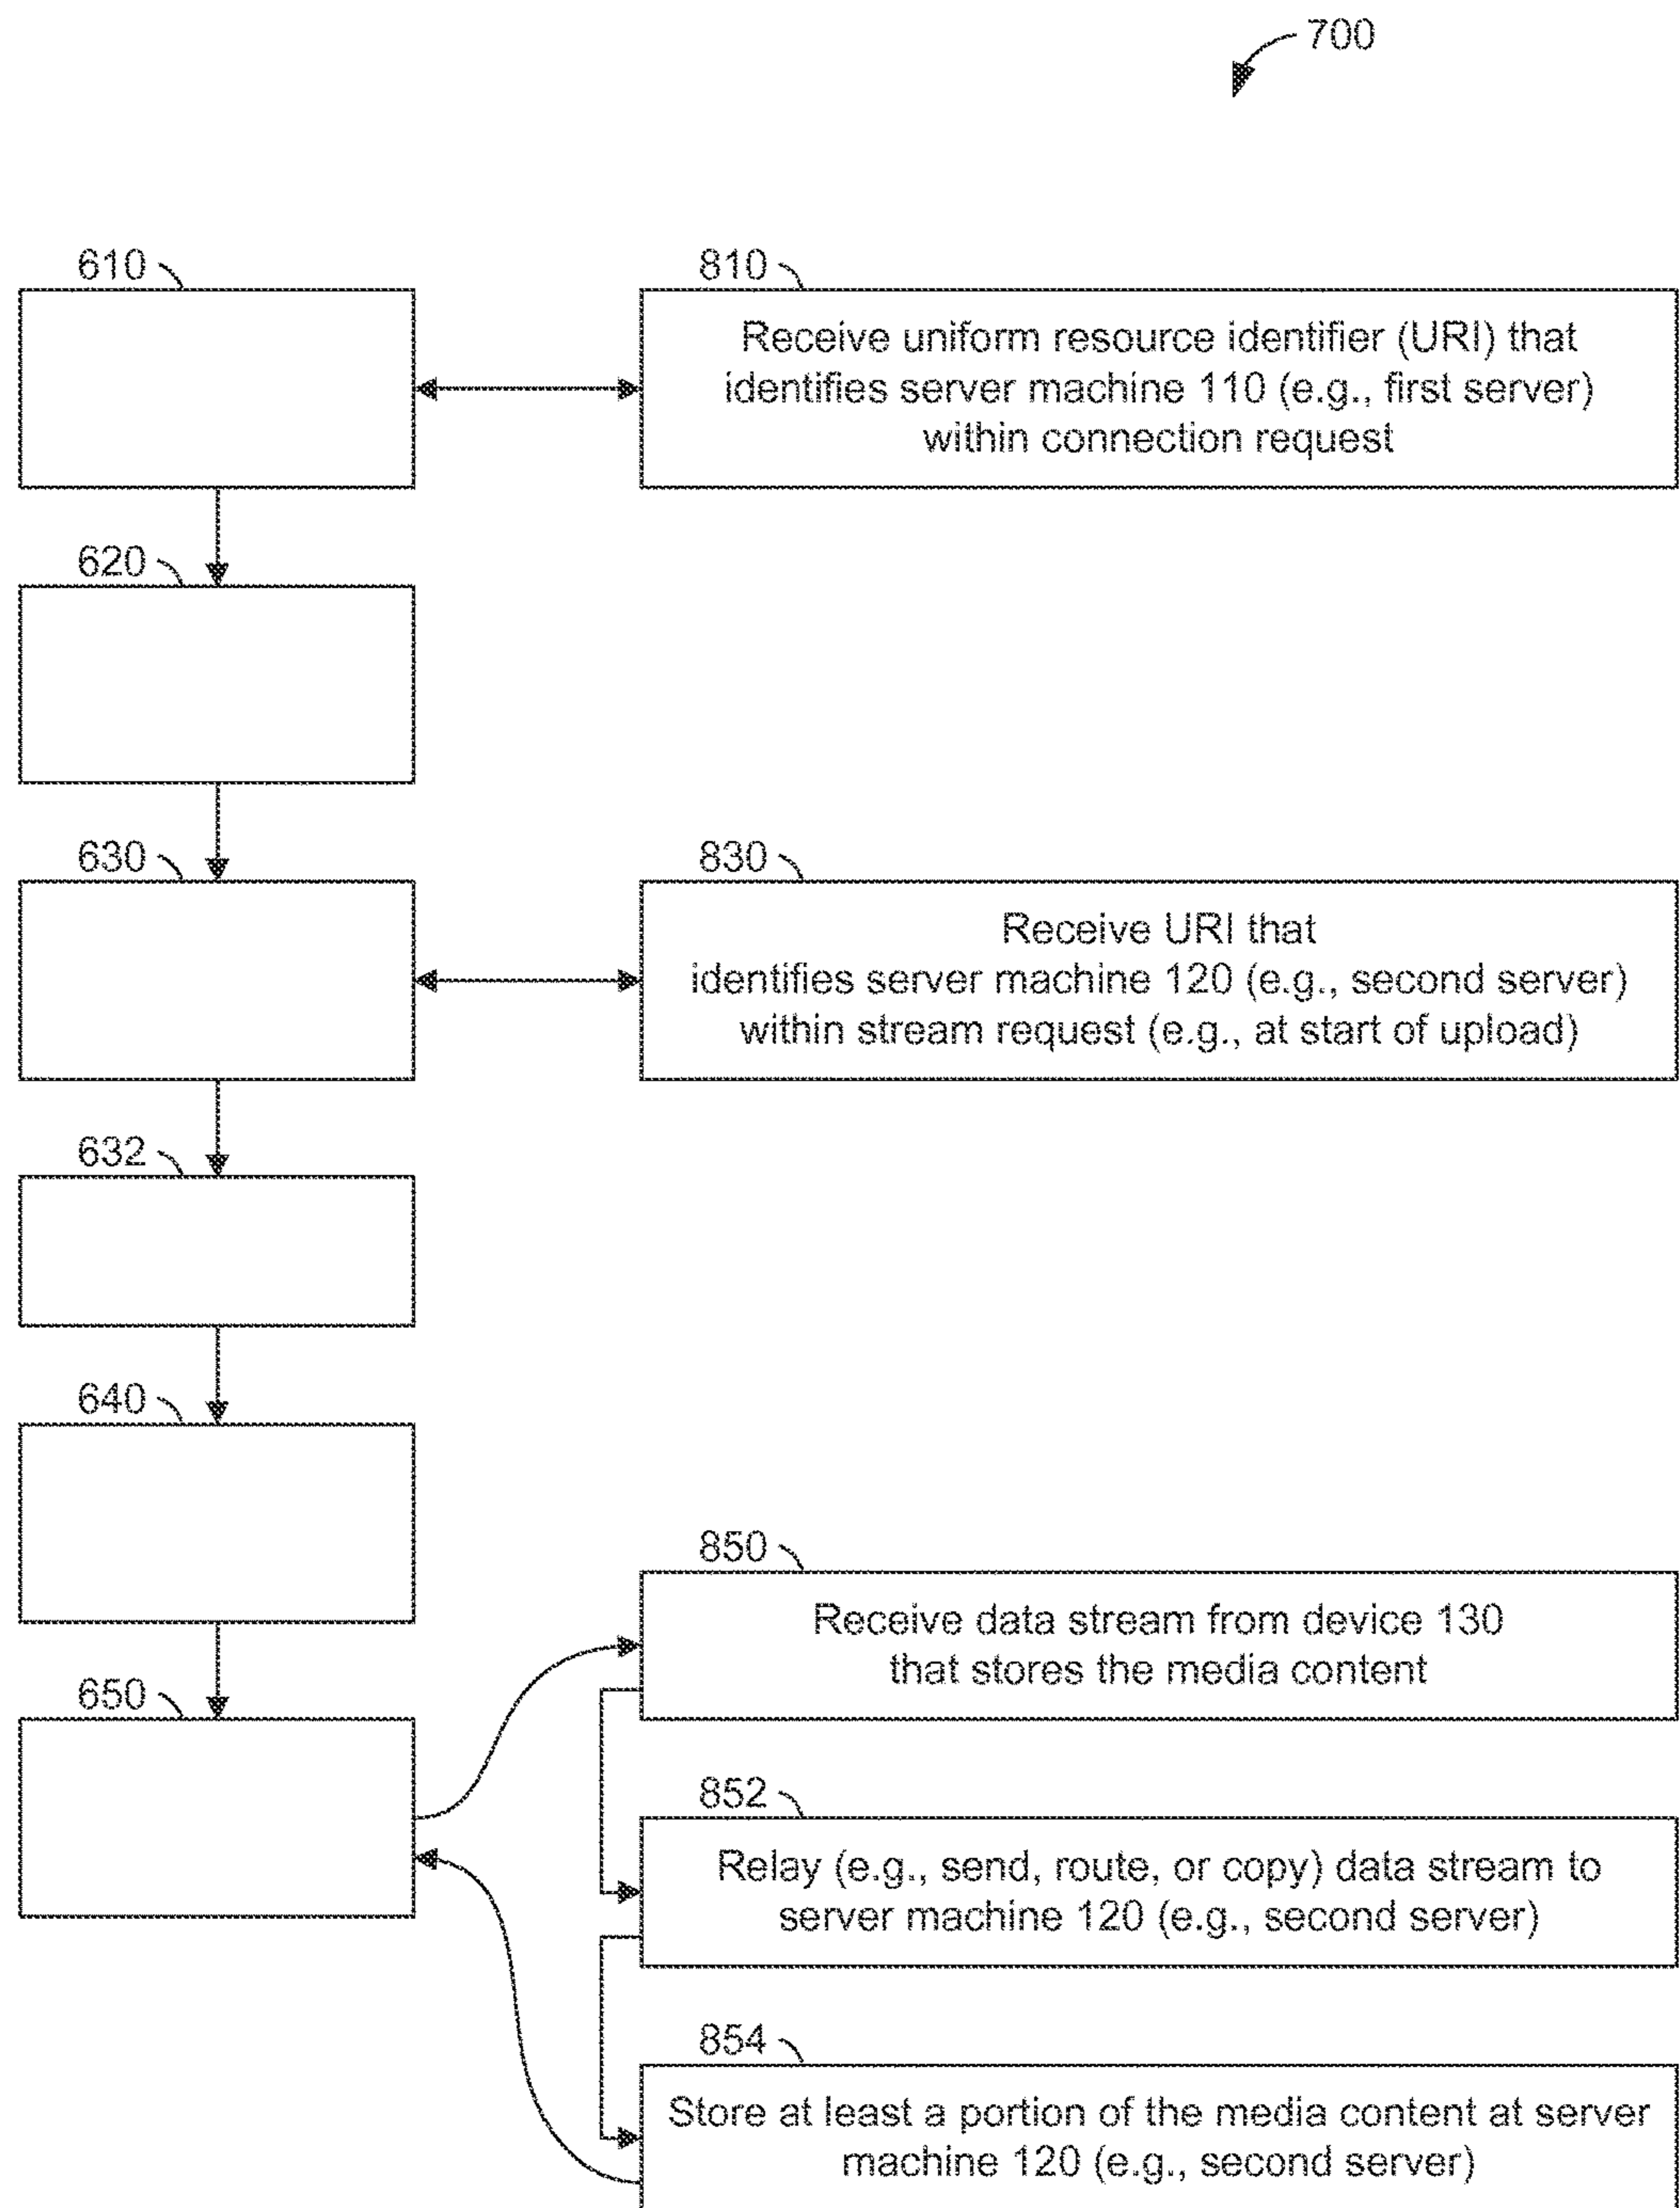 700
610
810
Receive uniform resource identifier (URI) that
identifies server machine 110 (e.g., first server)
within connection request
620
630
830
Receive URI that
identifies server machine 120 (e.g., second server)
within stream request (e.g., at start of upload)
632
640
850
Receive data stream from device 130
that stores the media content
650
852
Relay (e.g., send, route, or copy) data stream to
server machine 120 (e.g., second server)
854
Store at least a portion of the media content at server
machine 120 (e.g., second server)